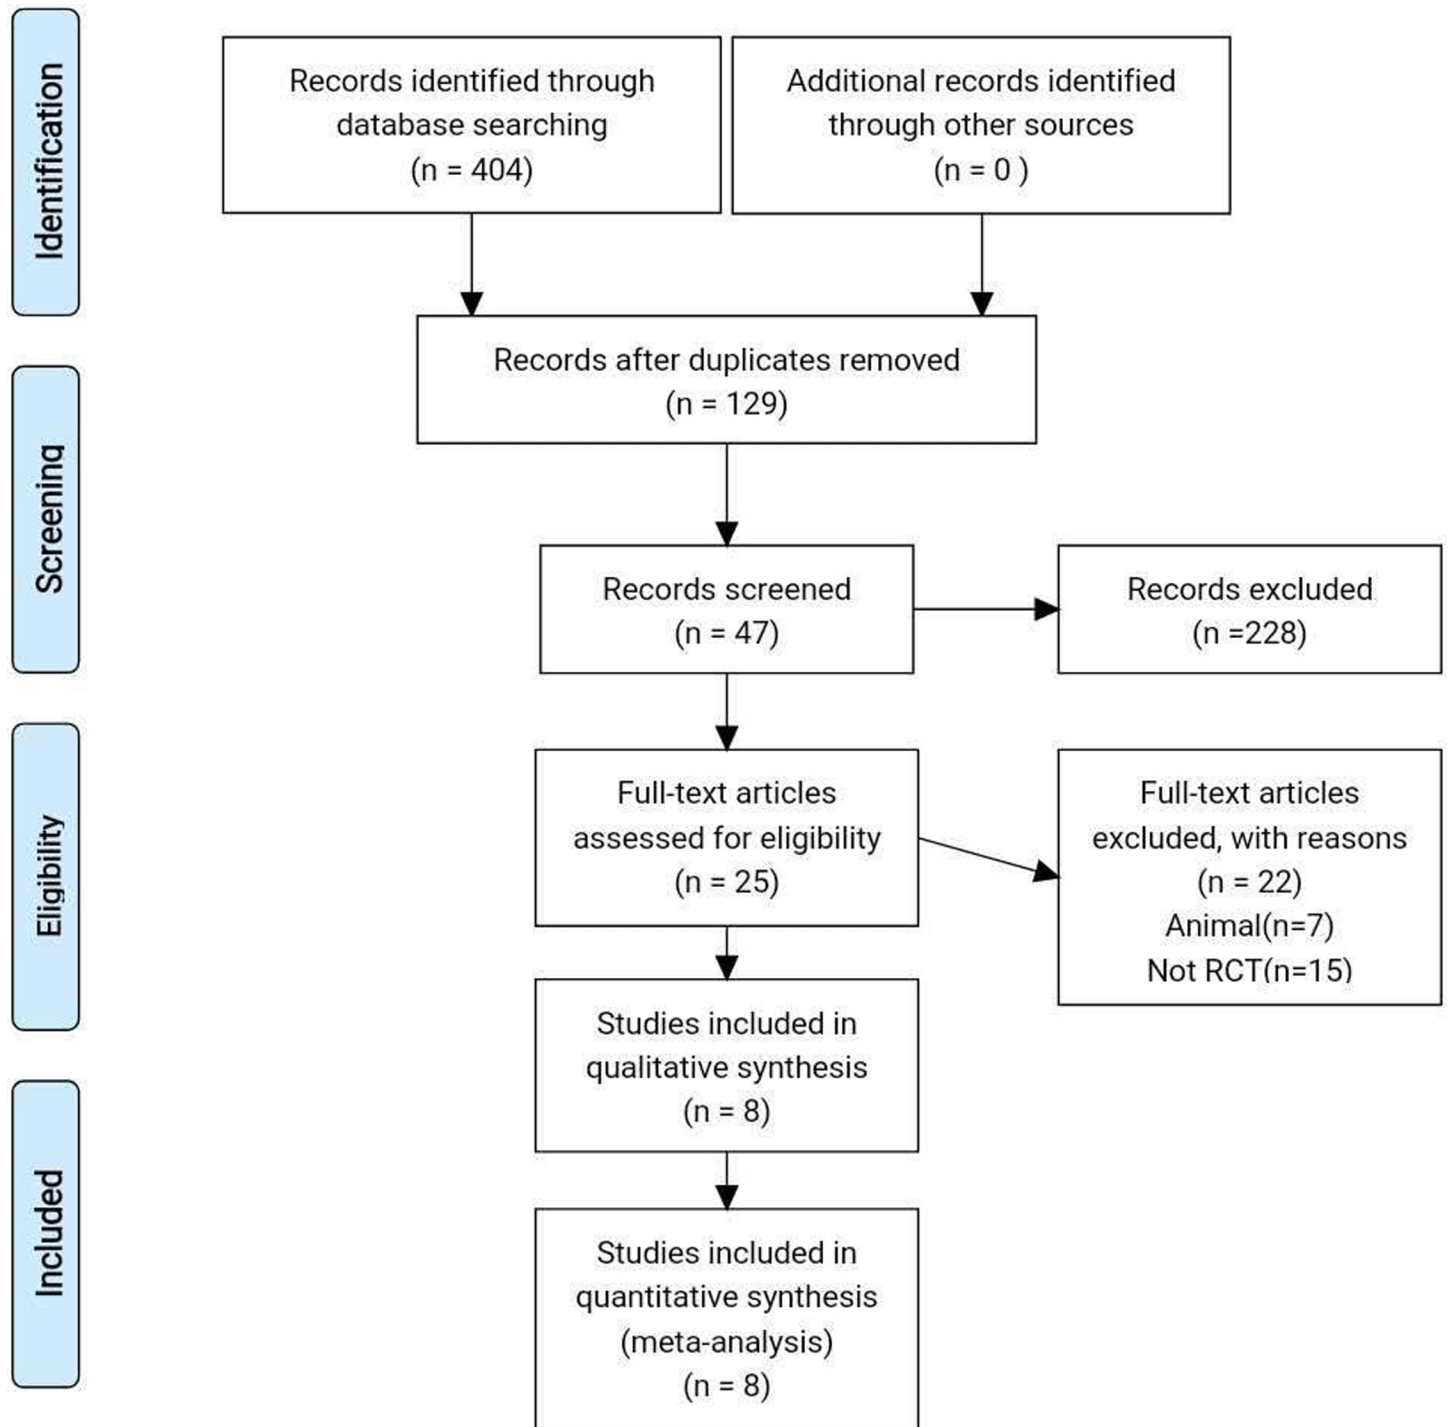 Identification
Records identified through
database searching
(n = 404)
Additional records identified
through other sources
(n = 0 )
Records after duplicates removed
(n = 129)
Screening
Records screened
(n = 47)
Records excluded
(n =228)
Eligibility
Full-text articles
assessed for eligibility
(n = 25)
Full-text articles
excluded, with reasons
(n = 22)
Animal(n=7)
Not RCT(n=15)
Studies included in
qualitative synthesis
(n = 8)
Included
Studies included in
quantitative synthesis
(meta-analysis)
(n = 8)